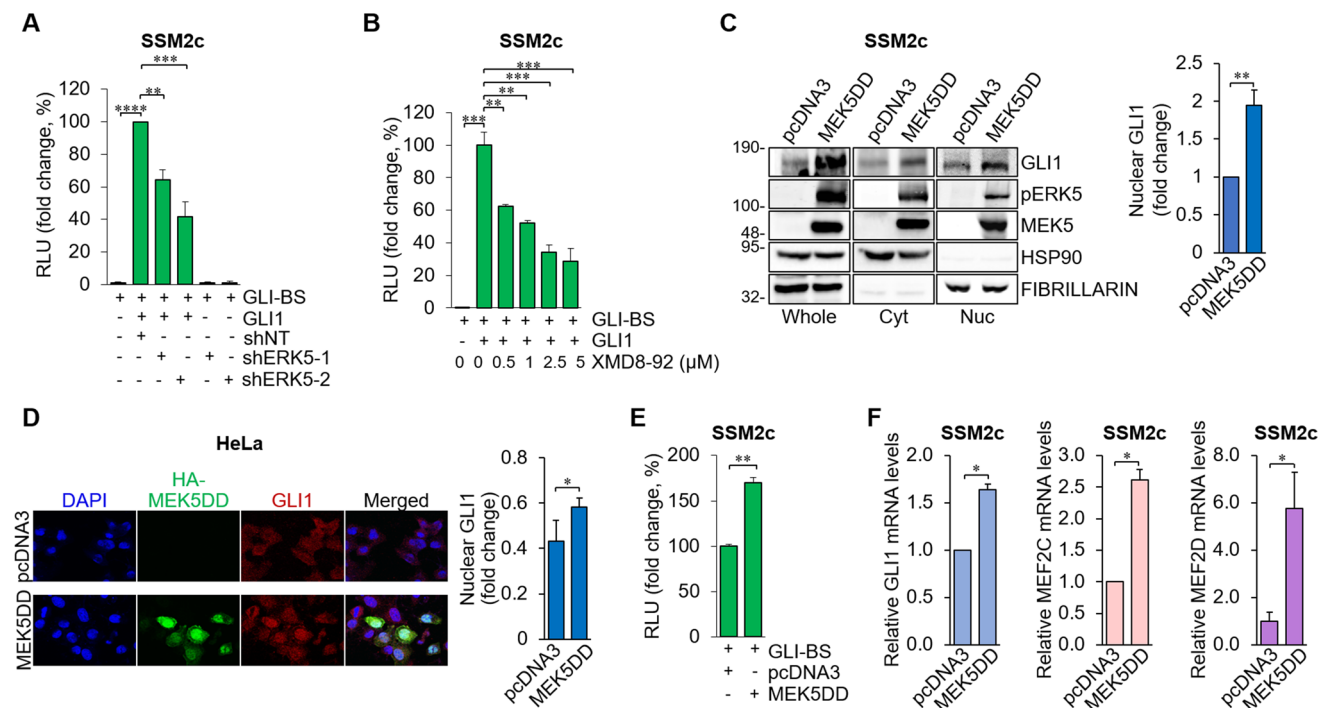 A
SSM2c
***
**
****
RLU (fold change, %)
120
100
80
60
40
20
0
+ + + + + + GLI-BS
- + + + - - GLI1
- + - - - - shNT
- - + - + - shERK5-1
- - - + - + shERK5-2
B
SSM2c
***
***
**
**
***
RLU (fold change, %)
120
100
80
60
40
20
0
+ + + + + + GLI-BS
- + + + + + GLI1
0 0 0.5 1 2.5 5 XMD8-92 (µM)
C
SSM2c
pcDNA3 MEK5DD pcDNA3 MEK5DD pcDNA3 MEK5DD
190- GLI1
pERK5
100-
MEK5
48-
95- HSP90
FIBRILLARIN
32-
Whole Cyt Nuc
Nuclear GLI1
(fold change)
2.5
2
1.5
1
0.5
0
**
pcDNA3
MEK5DD
D
HeLa
DAPI HA-MEK5DD GLI1 Merged
pcDNA3
MEK5DD
Nuclear GLI1
(fold change)
0.8
0.6
0.4
0.2
0
*
pcDNA3
MEK5DD
E
SSM2c
**
RLU (fold change, %)
200
150
100
50
0
+ + GLI-BS
+ - pcDNA3
- + MEK5DD
F
SSM2c
Relative GLI1 mRNA levels
2.0
1.5
1.0
0.5
0.0
*
pcDNA3
MEK5DD
SSM2c
Relative MEF2C mRNA levels
3.0
2.5
2.0
1.5
1.0
0.5
0.0
*
pcDNA3
MEK5DD
SSM2c
Relative MEF2D mRNA levels
8.0
6.0
4.0
2.0
0.0
*
pcDNA3
MEK5DD